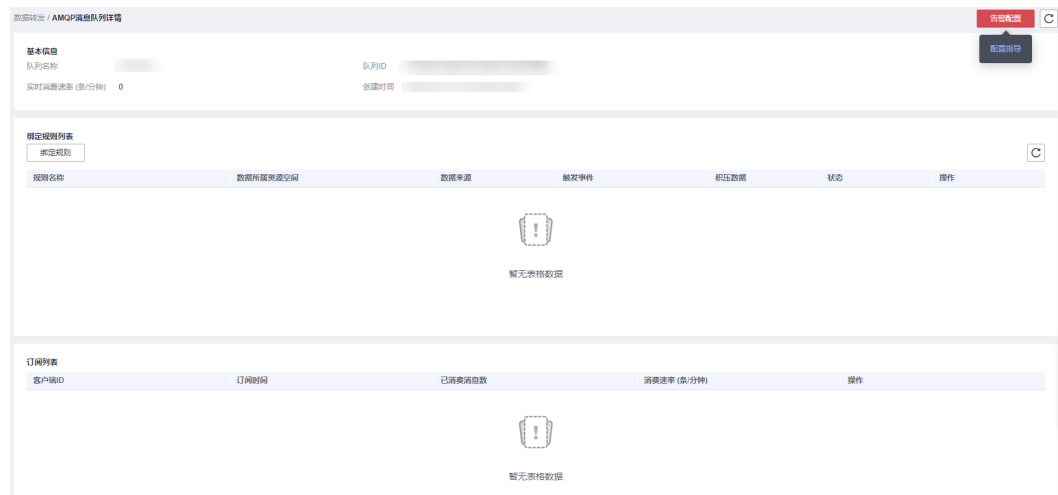 数据转发 / AMQP消息队列详情
告警配置
配置指导
基本信息
队列名称
队列ID
实时消费速率 (条/分钟) 0
创建时间
绑定规则列表
绑定规则
规则名称 数据所属资源空间 数据来源 触发事件 积压数据 状态 操作
暂无表格数据
订阅列表
客户端ID 订阅时间 已消费消息数 消费速率 (条/分钟) 操作
暂无表格数据